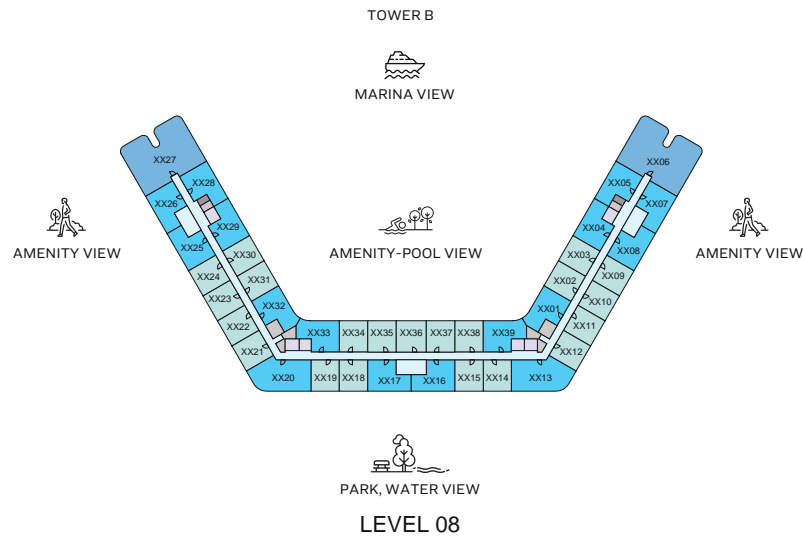 TOWER B
MARINA VIEW
XX27
XX06
XX28
XX05
XX26
XX07
AMENITY VIEW
AMENITY-POOL VIEW
AMENITY VIEW
XX29
XX04
XX25
XX08
XX30
XX03
XX24
XX09
XX31
XX02
XX23
XX10
XX32
XX01
XX22
XX11
XX33
XX34
XX35
XX36
XX37
XX38
XX39
XX21
XX12
XX20
XX19
XX18
XX17
XX16
XX15
XX14
XX13
PARK, WATER VIEW
LEVEL 08